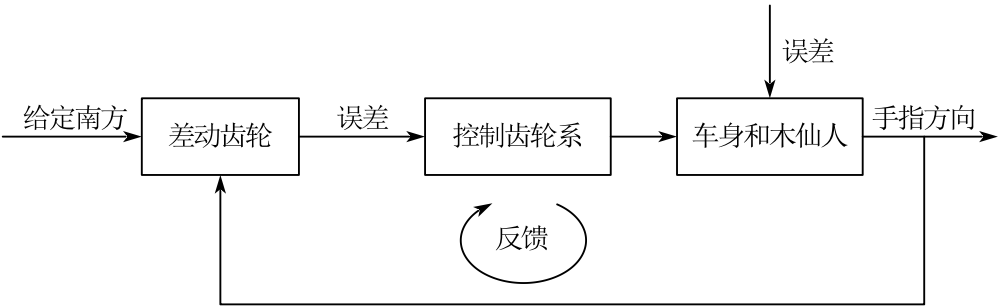 误差
给定南方
差动齿轮
误差
控制齿轮系
车身和木仙人
手指方向
反馈